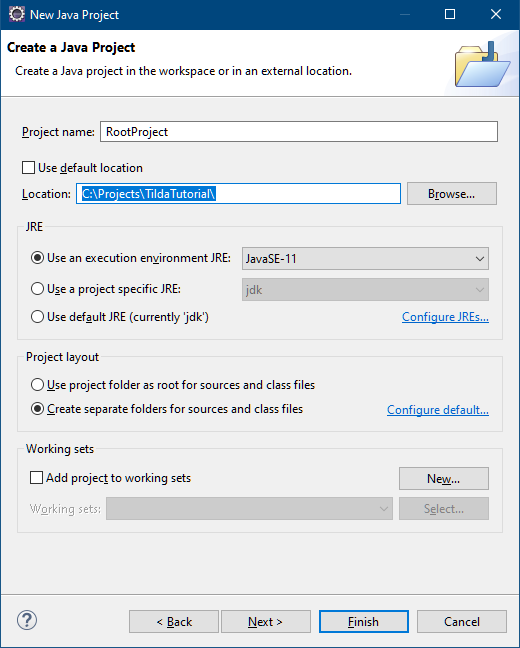 New Java Project
Create a Java Project
Create a Java project in the workspace or in an external location.
Project name: RootProject
Use default location
Location: C:\Projects\TildaTutorial\ Browse...
JRE
Use an execution environment JRE: JavaSE-11
Use a project specific JRE: jdk
Use default JRE (currently 'jdk') Configure JREs...
Project layout
Use project folder as root for sources and class files
Create separate folders for sources and class files Configure default...
Working sets
Add project to working sets New...
Working sets: Select...
? < Back Next > Finish Cancel